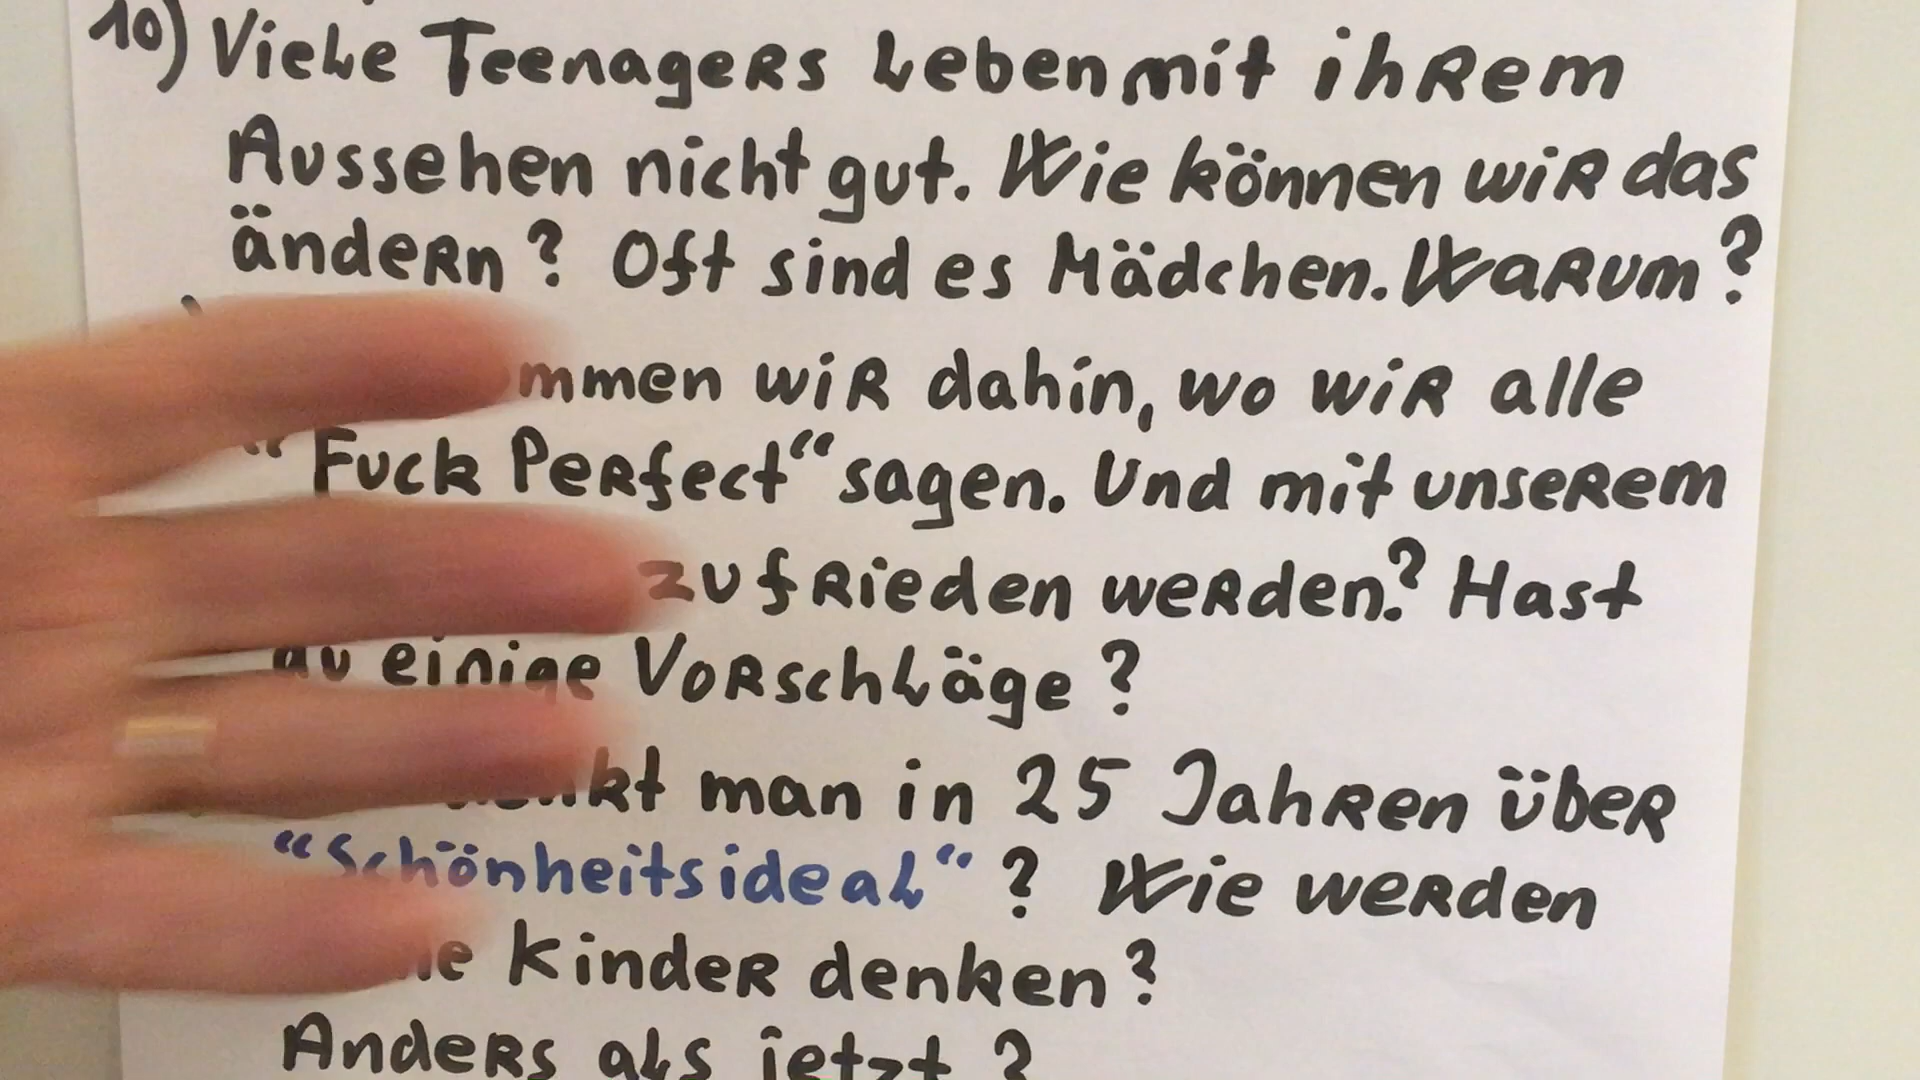 10) Viele Teenagers leben mit ihrem
Aussehen nicht gut. Wie können wir das
ändern? Oft sind es Mädchen. Warum?
wir dahin, wo wir alle
“Fuck Perfect“ sagen. Und mit unserem
zufrieden werden? Hast
du einige Vorschläge?
man in 25 Jahren über
“Schönheitsideal“? Wie werden
Kinder denken?
Anders als jetzt?